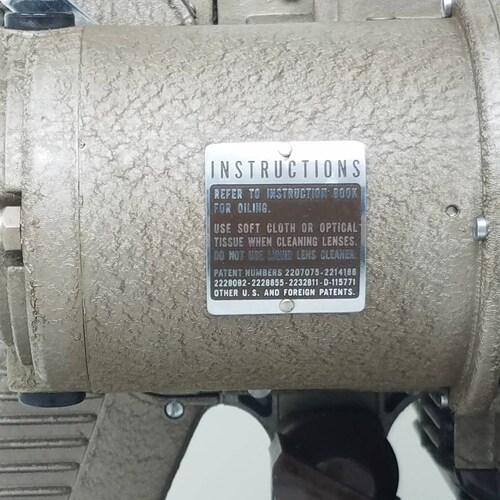 INSTRUCTIONS
REFER TO INSTRUCTION BOOK
FOR OILING.
USE SOFT CLOTH OR OPTICAL
TISSUE WHEN CLEANING LENSES.
DO NOT USE LIQUID LENS CLEANER.
PATENT NUMBERS 2207075-2214186
2228092-2228855-2232811-D-115771
OTHER U.S. AND FOREIGN PATENTS.